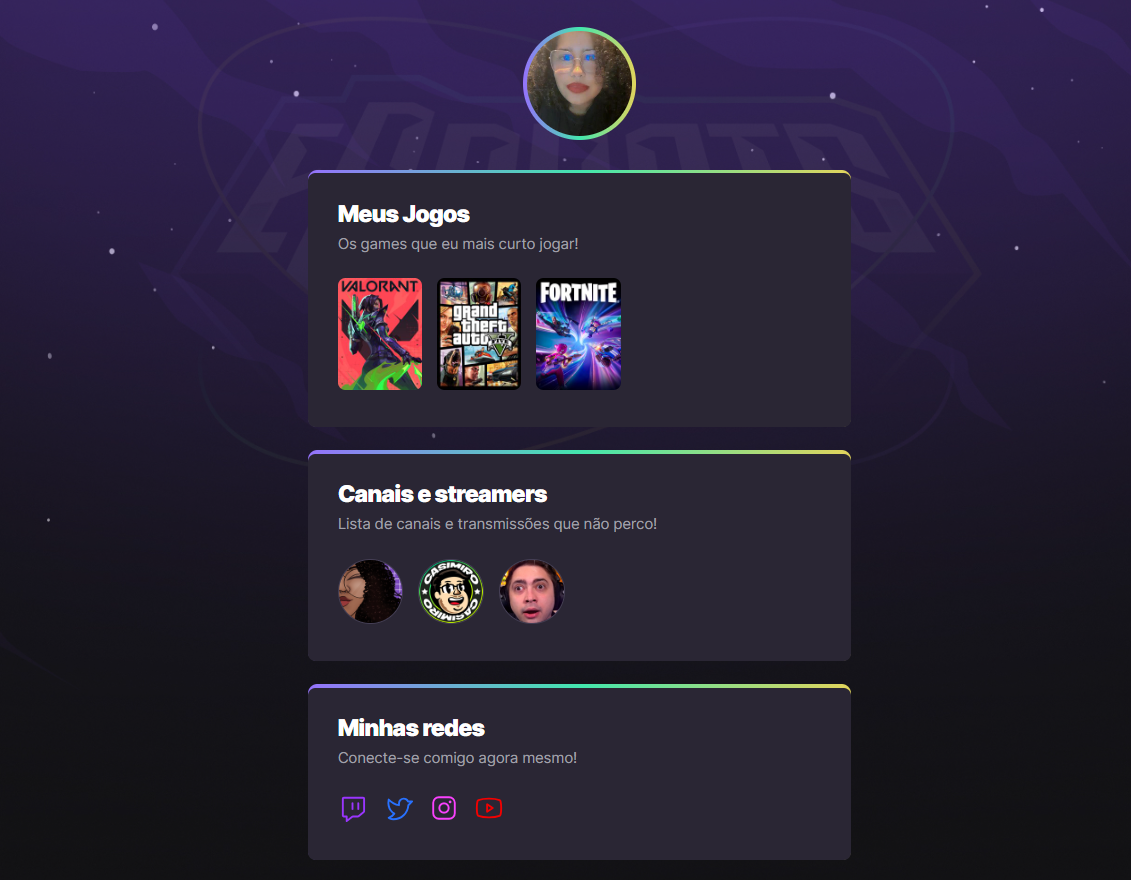 Meus Jogos
Os games que eu mais curto jogar!
VALORANT
grand
theft
auto
V
FORTNITE
Canais e streamers
Lista de canais e transmissões que não perco!
CASIMIRO
CASIMIRO
Minhas redes
Conecte-se comigo agora mesmo!